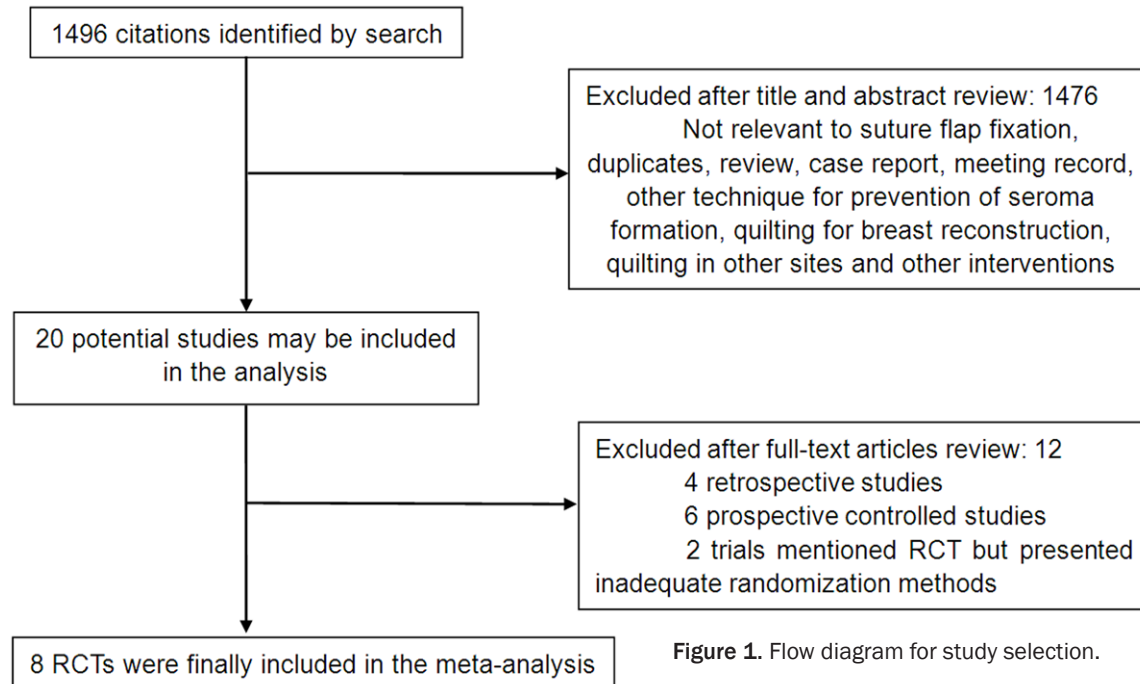 1496 citations identified by search
Excluded after title and abstract review: 1476
Not relevant to suture flap fixation,
duplicates, review, case report, meeting record,
other technique for prevention of seroma
formation, quilting for breast reconstruction,
quilting in other sites and other interventions
20 potential studies may be included
in the analysis
Excluded after full-text articles review: 12
4 retrospective studies
6 prospective controlled studies
2 trials mentioned RCT but presented
inadequate randomization methods
8 RCTs were finally included in the meta-analysis
Figure 1. Flow diagram for study selection.